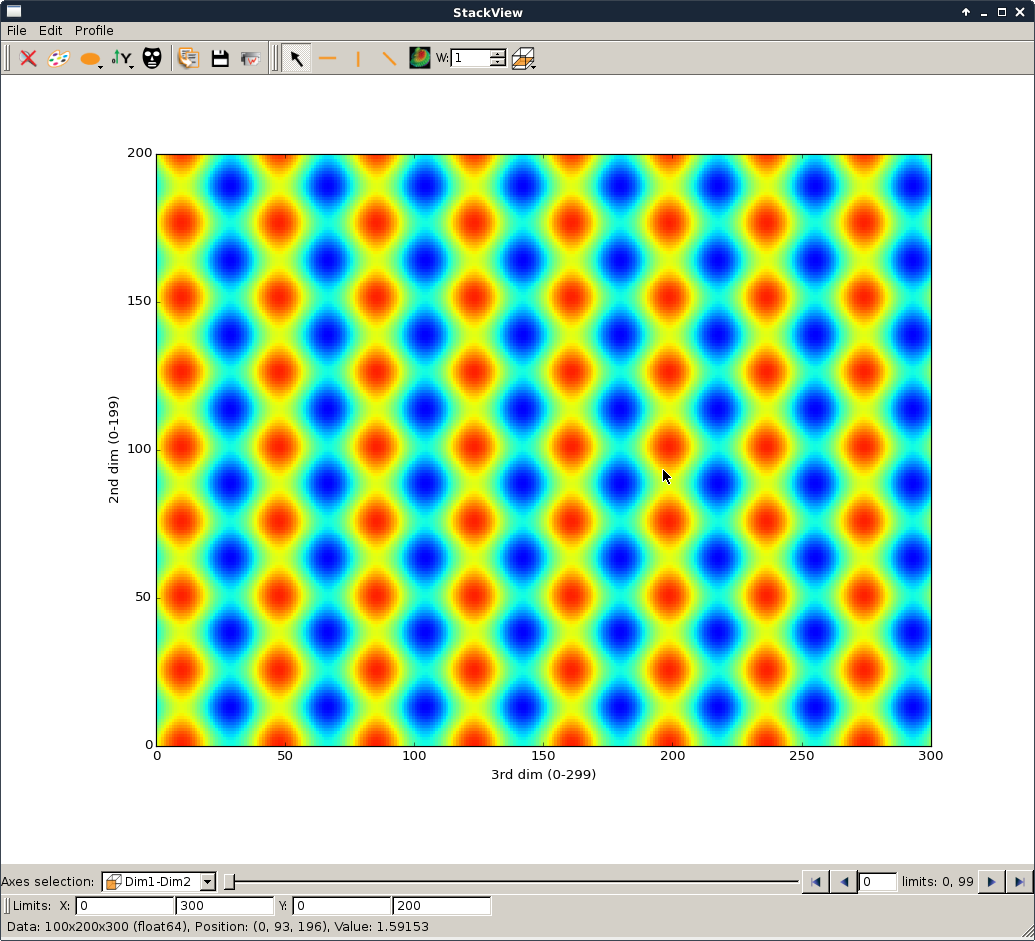 StackView
File Edit Profile
W: 1
200
150
100
50
0
2nd dim (0-199)
0 50 100 150 200 250 300
3rd dim (0-299)
Axes selection: Dim1-Dim2 0 limits: 0, 99
Limits: X: 0 300 Y: 0 200
Data: 100x200x300 (float64), Position: (0, 93, 196), Value: 1.59153